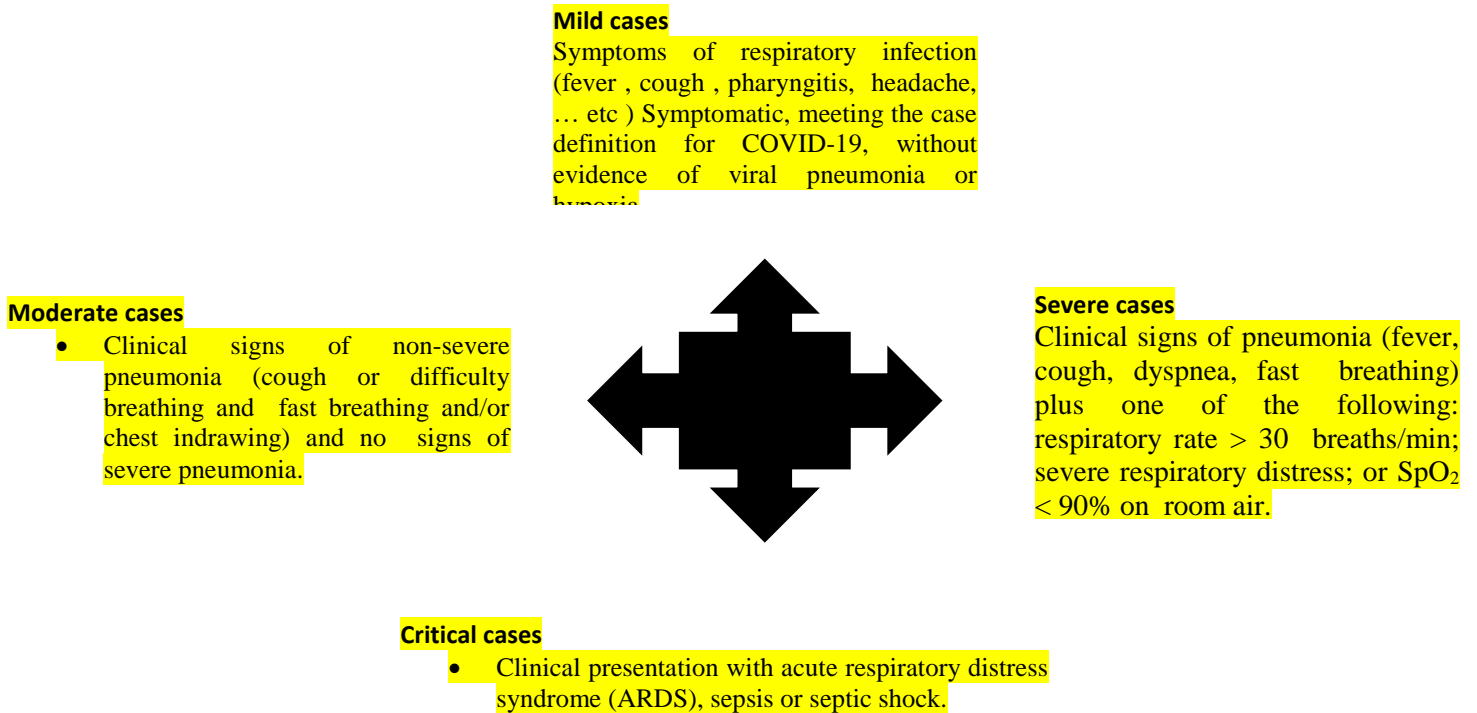 Mild cases
Symptoms of respiratory infection
(fever , cough , pharyngitis, headache,
… etc ) Symptomatic, meeting the case
definition for COVID-19, without
evidence of viral pneumonia or
hypoxia
Moderate cases
• Clinical signs of non-severe
pneumonia (cough or difficulty
breathing and fast breathing and/or
chest indrawing) and no signs of
severe pneumonia.
Severe cases
Clinical signs of pneumonia (fever,
cough, dyspnea, fast breathing)
plus one of the following:
respiratory rate > 30 breaths/min;
severe respiratory distress; or SpO₂
< 90% on room air.
Critical cases
• Clinical presentation with acute respiratory distress
syndrome (ARDS), sepsis or septic shock.